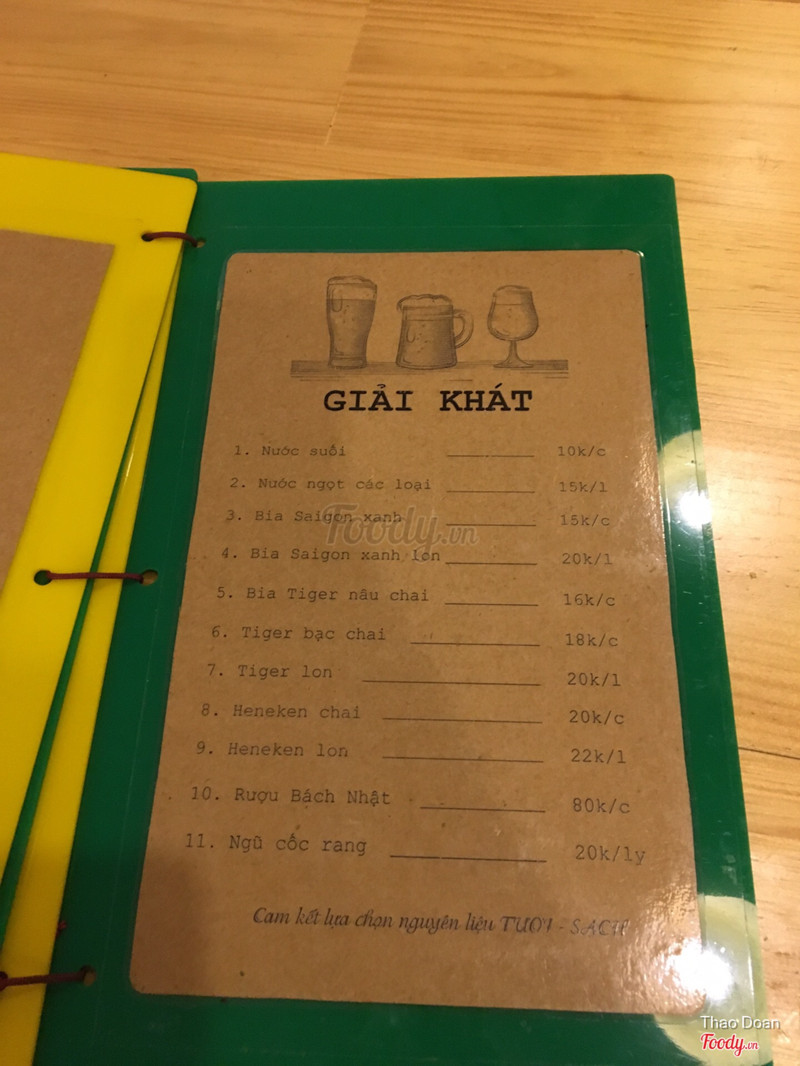 GIẢI KHÁT
1. Nước suối 10k/c
2. Nước ngọt các loại 15k/l
3. Bia Saigon xanh 15k/c
Foody.vn
4. Bia Saigon xanh lon 20k/l
5. Bia Tiger nâu chai 16k/c
6. Tiger bạc chai 18k/c
7. Tiger lon 20k/l
8. Heneken chai 20k/c
9. Heneken lon 22k/l
10. Rượu Bách Nhật 80k/c
11. Ngũ cốc rang 20k/ly
Cam kết lựa chọn nguyên liệu TƯƠI - SẠCH
Thao Doan
Foody.vn